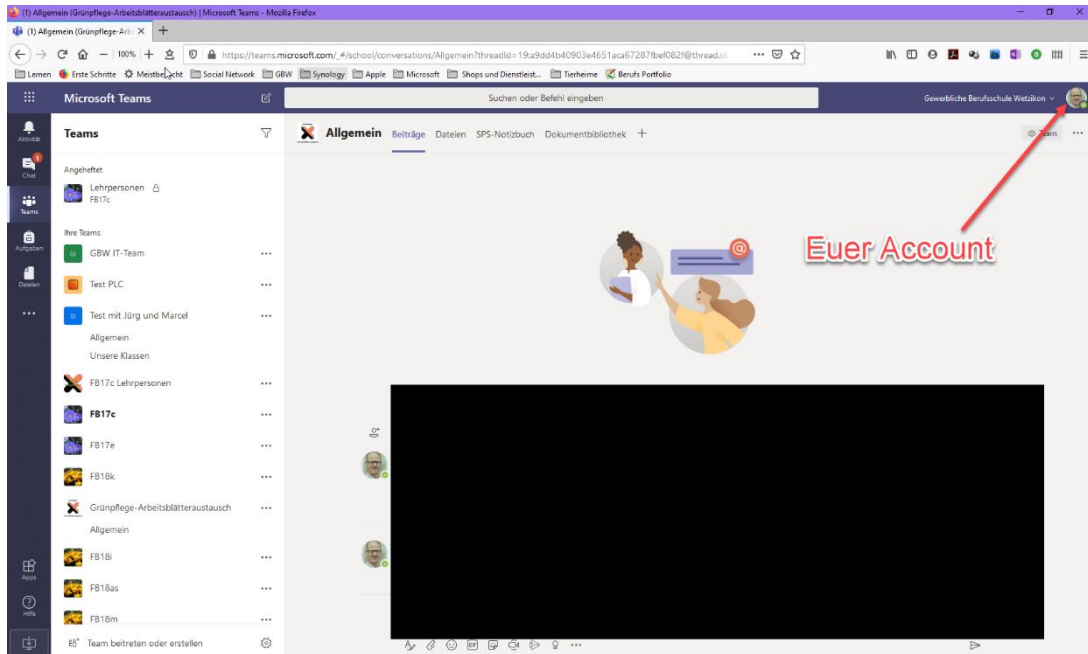 (1) Allgemein (Grünpflege-Arbeitsblätteraustausch) | Microsoft Teams - Mozilla Firefox
(1) Allgemein (Grünpflege-Arb
100%
https://teams.microsoft.com/_#/school/conversations/Allgemein?threadId=19:a9dd4b40903e4651aca67287fbef082f@thread.s
Lernen Erste Schritte Meistbesucht Social Network GBW Synology Apple Microsoft Shops und Dienstleist... Tierheime Berufs Portfolio
Microsoft Teams
Suchen oder Befehl eingeben
Gewerbliche Berufsschule Wetzikon
Aktivität
Chat
1
Teams
Aufgaben
Dateien
Apps
Hilfe
Teams
Angeheftet
Lehrpersonen
FB17c
Ihre Teams
GBW IT-Team
Test PLC
Test mit Jürg und Marcel
Allgemein
Unsere Klassen
FB17c Lehrpersonen
FB17c
FB17e
FB18k
Grünpflege-Arbeitsblätteraustausch
Allgemein
FB18i
FB18as
FB18m
Team beitreten oder erstellen
Allgemein Beiträge Dateien SPS-Notizbuch Dokumentbibliothek
Team
Euer Account